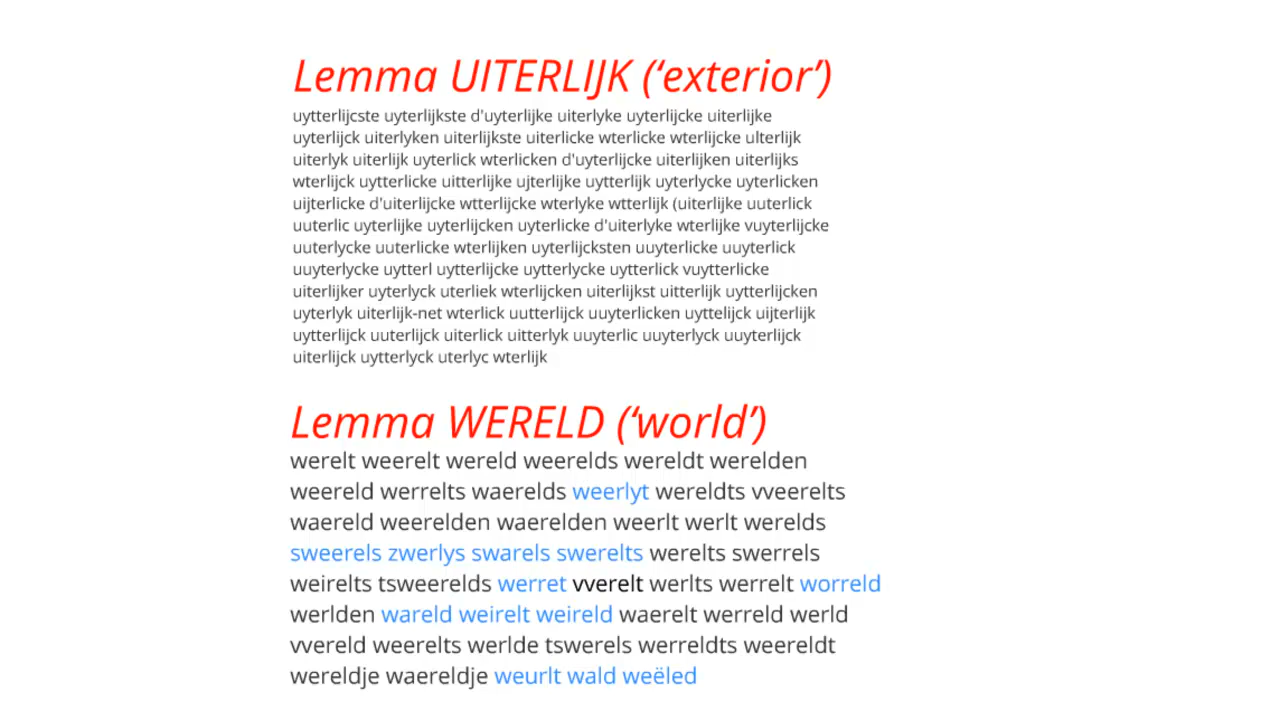 Lemma UITERLIJK (‘exterior’)
uytterlijcste uyterlijkste d'uyterlijke uiterlyke uyterlijcke uiterlijke
uyterlijck uiterlyken uiterlijkste uiterlicke wterlicke wterlijcke ulterlijk
uiterlyk uiterlijk uyterlick wterlicken d'uyterlijcke uiterlijken uiterlijks
wterlijck uytterlicke uitterlijke ujterlijke uytterlijk uyterlycke uyterlicken
uijterlicke d'uiterlijcke wtterlijcke wterlyke wtterlijk (uiterlijke uuterlick
uuterlic uyterlijke uyterlijcken uyterlicke d'uiterlyke wterlijke vuyterlijcke
uuterlycke uuterlicke wterlijken uyterlijcksten uuyterlicke uuyterlick
uuyterlycke uytterl uytterlijcke uytterlycke uytterlick vuytterlicke
uiterlijker uyterlyck uterliek wterlijcken uiterlijkst uitterlijk uytterlijcken
uyterlyk uiterlijk-net wterlick uutterlijck uuyterlicken uyttelijck uijterlijk
uytterlijck uuterlijck uiterlick uitterlyk uuyterlic uuyterlyck uuyterlijck
uiterlijck uytterlyck uterlyc wterlijk
Lemma WERELD (‘world’)
werelt weerelt wereld weerelds wereldt werelden
weereld werrelts waerelds weerlyt wereldts vveerelts
waereld weerelden waerelden weerlt werlt werelds
sweerels zwerlys swarels swerelts werelts swerrels
weirelts tsweerelds werret vverelt werlts werrelt worreld
werlden wareld weirelt weireld waerelt werreld werld
vvereld weerelts werlde tswerels werreldts weereldt
wereldje waereldje weurlt wald weëled